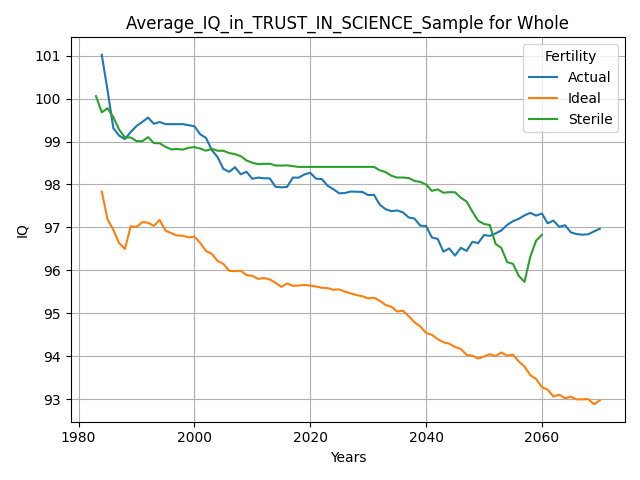 Average_IQ_in_TRUST_IN_SCIENCE_Sample for Whole
Fertility
Actual
Ideal
Sterile
IQ
101
100
99
98
97
96
95
94
93
1980
2000
2020
2040
2060
Years